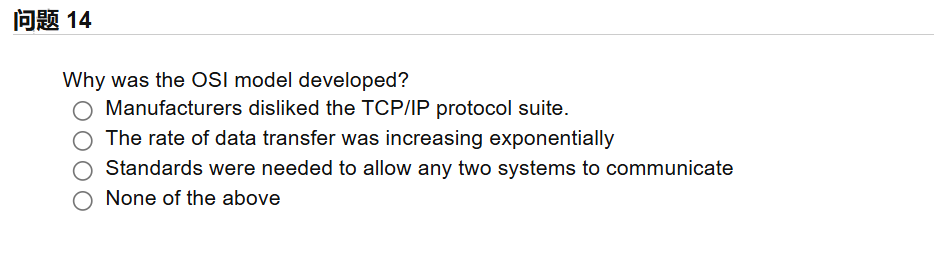 问题 14
Why was the OSI model developed?
Manufacturers disliked the TCP/IP protocol suite.
The rate of data transfer was increasing exponentially
Standards were needed to allow any two systems to communicate
None of the above